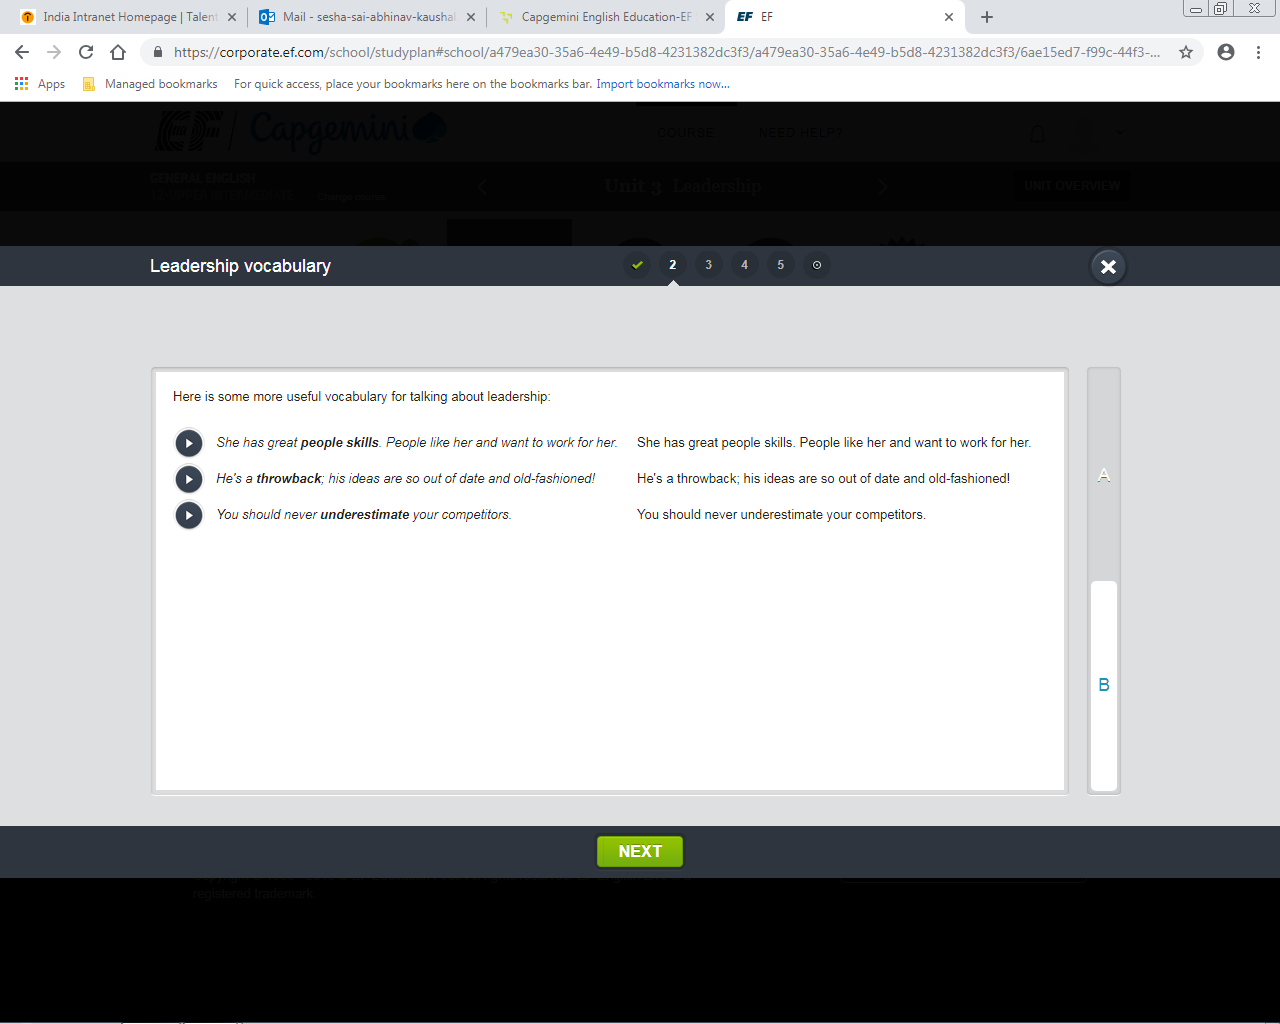 India Intranet Homepage | Talent
Mail - sesha-sai-abhinav-kaushal
Capgemini English Education-EF
EF EF
https://corporate.ef.com/school/studyplan#school/a479ea30-35a6-4e49-b5d8-4231382dc3f3/a479ea30-35a6-4e49-b5d8-4231382dc3f3/6ae15ed7-f99c-44f3-...
Apps Managed bookmarks For quick access, place your bookmarks here on the bookmarks bar. Import bookmarks now...
EF Capgemini COURSE NEED HELP?
GENERAL ENGLISH
Change course
Unit 3 Leadership
UNIT OVERVIEW
Leadership vocabulary 2 3 4 5
Here is some more useful vocabulary for talking about leadership:
She has great people skills. People like her and want to work for her. She has great people skills. People like her and want to work for her.
He's a throwback; his ideas are so out of date and old-fashioned! He's a throwback; his ideas are so out of date and old-fashioned!
You should never underestimate your competitors. You should never underestimate your competitors.
A
B
NEXT
registered trademark